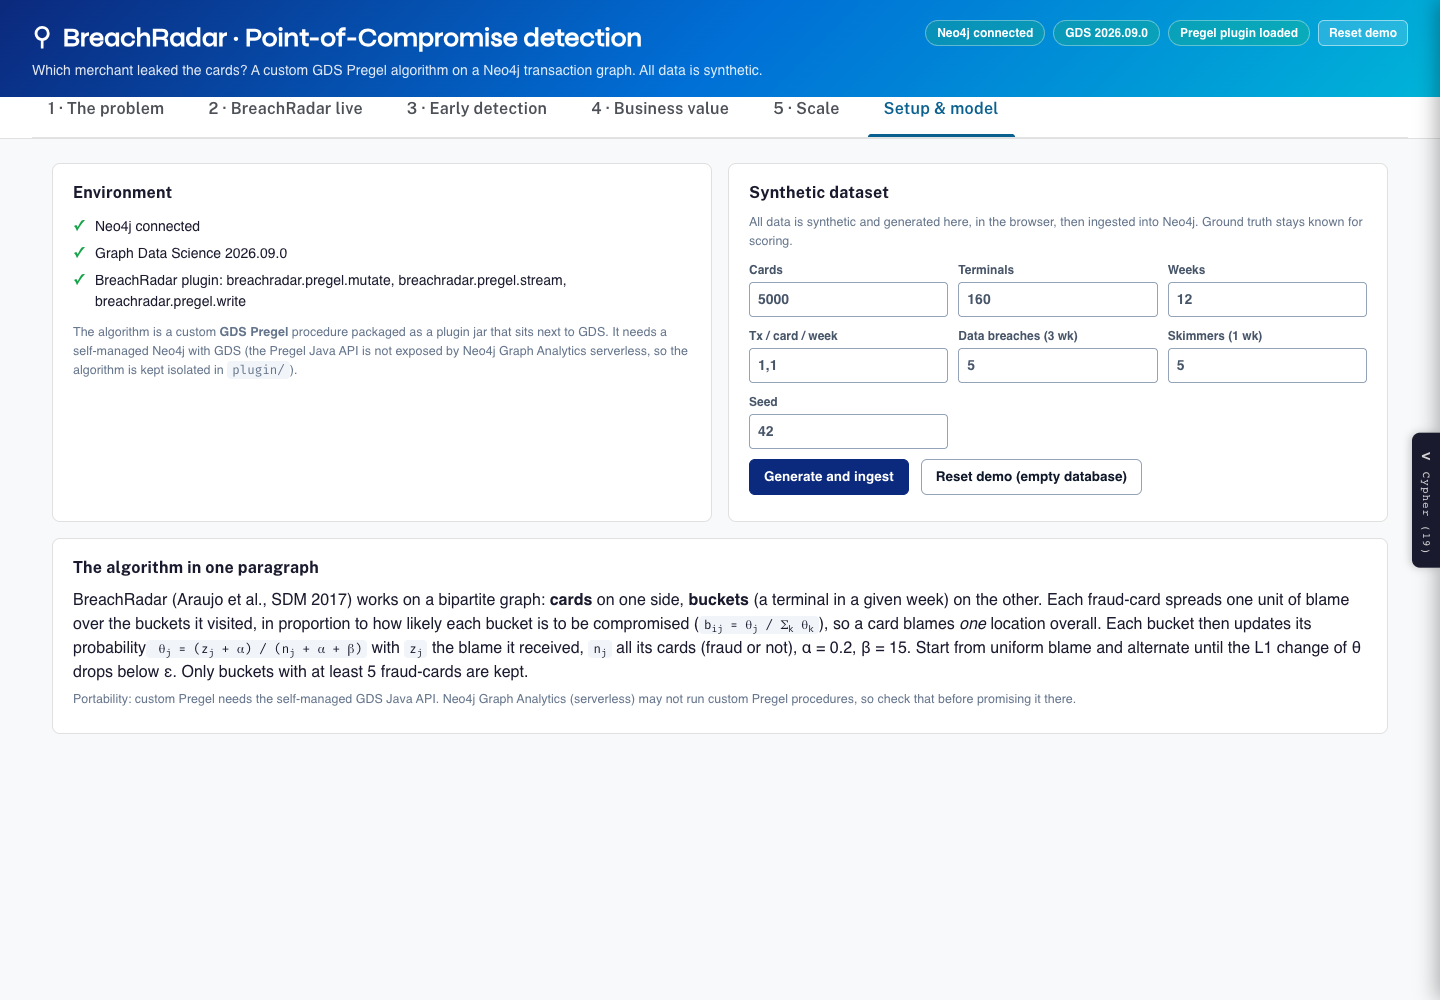 BreachRadar · Point-of-Compromise detection
Neo4j connected
GDS 2026.09.0
Pregel plugin loaded
Reset demo
Which merchant leaked the cards? A custom GDS Pregel algorithm on a Neo4j transaction graph. All data is synthetic.
1 · The problem
2 · BreachRadar live
3 · Early detection
4 · Business value
5 · Scale
Setup & model
Environment
✓ Neo4j connected
✓ Graph Data Science 2026.09.0
✓ BreachRadar plugin: breachradar.pregel.mutate, breachradar.pregel.stream,
breachradar.pregel.write
The algorithm is a custom GDS Pregel procedure packaged as a plugin jar that sits next to GDS. It needs a
self-managed Neo4j with GDS (the Pregel Java API is not exposed by Neo4j Graph Analytics serverless, so the
algorithm is kept isolated in plugin/ ).
Synthetic dataset
All data is synthetic and generated here, in the browser, then ingested into Neo4j. Ground truth stays known for
scoring.
Cards
Terminals
Weeks
5000
160
12
Tx / card / week
Data breaches (3 wk)
Skimmers (1 wk)
1,1
5
5
Seed
42
Generate and ingest
Reset demo (empty database)
Cypher (19)
The algorithm in one paragraph
BreachRadar (Araujo et al., SDM 2017) works on a bipartite graph: cards on one side, buckets (a terminal in a given week) on the other. Each fraud-card spreads one unit of blame
over the buckets it visited, in proportion to how likely each bucket is to be compromised ( bᵢⱼ = θⱼ / Σₖ θₖ ), so a card blames one location overall. Each bucket then updates its
probability θⱼ = (zⱼ + α) / (nⱼ + α + β) with zⱼ the blame it received, nⱼ all its cards (fraud or not), α = 0.2, β = 15. Start from uniform blame and alternate until the L1 change of θ
drops below ε. Only buckets with at least 5 fraud-cards are kept.
Portability: custom Pregel needs the self-managed GDS Java API. Neo4j Graph Analytics (serverless) may not run custom Pregel procedures, so check that before promising it there.